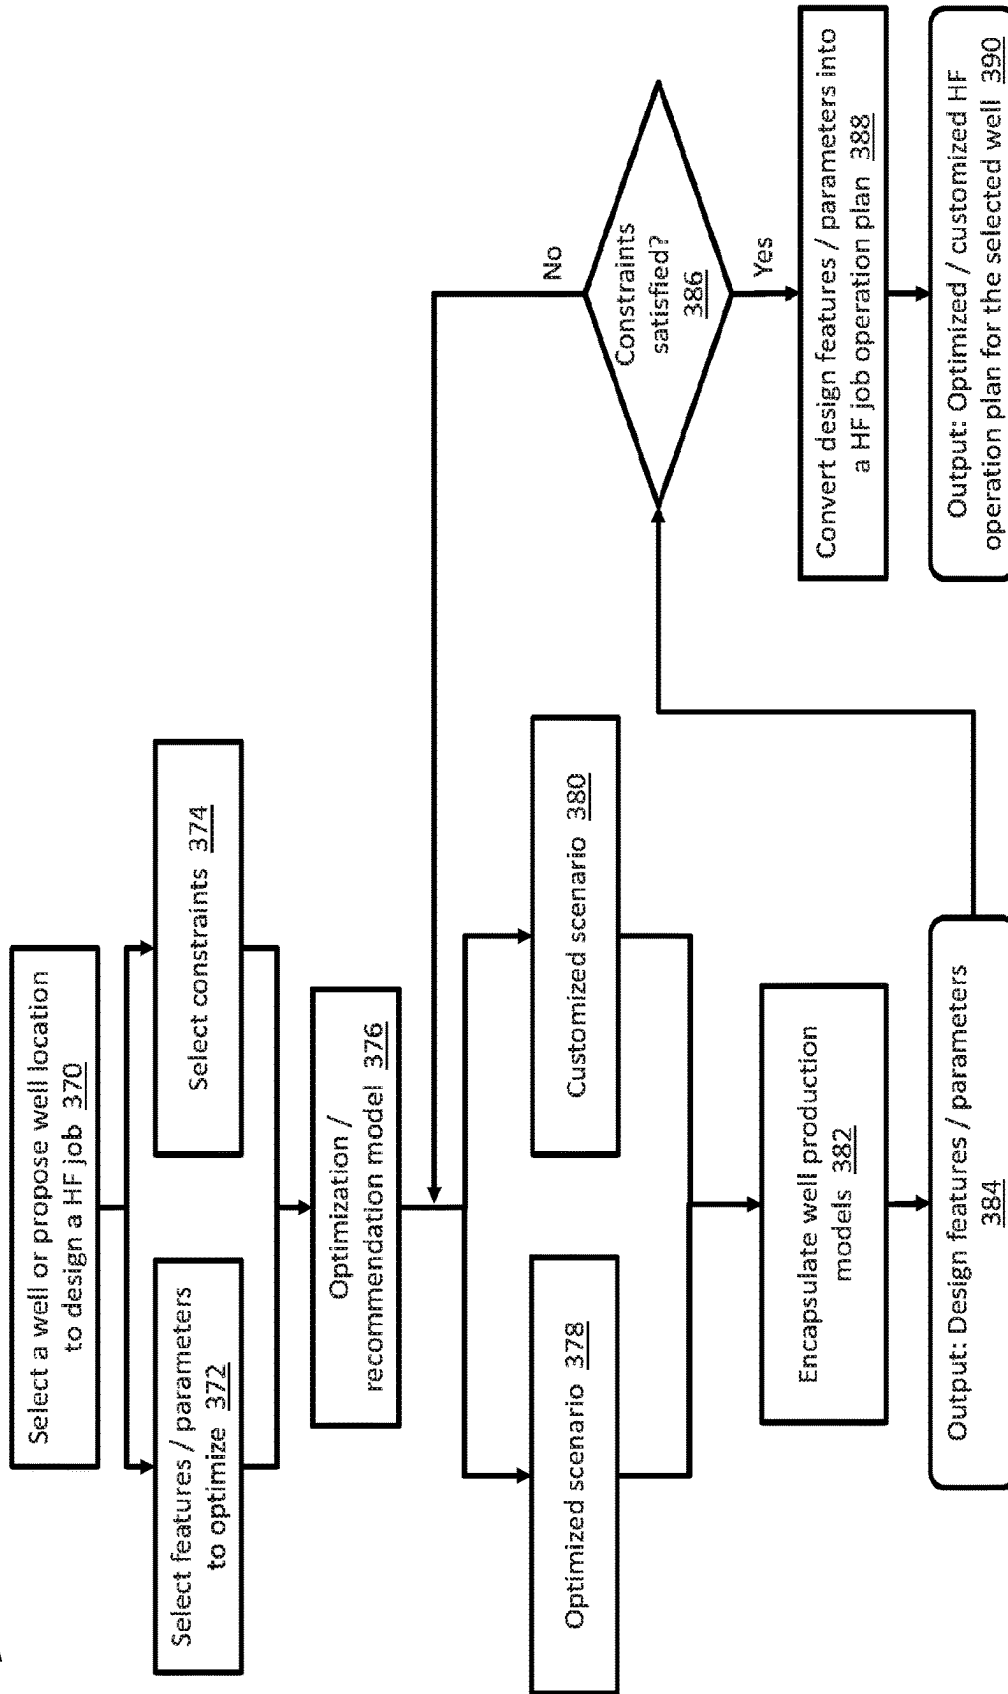 Select a well or propose well location
to design a HF job 370
Select features / parameters
to optimize 372
Select constraints 374
Optimization /
recommendation model 376
Optimized scenario 378
Customized scenario 380
Encapsulate well production
models 382
Output: Design features / parameters
384
Constraints
satisfied?
386
No
Yes
Convert design features / parameters into
a HF job operation plan 388
Output: Optimized / customized HF
operation plan for the selected well 390